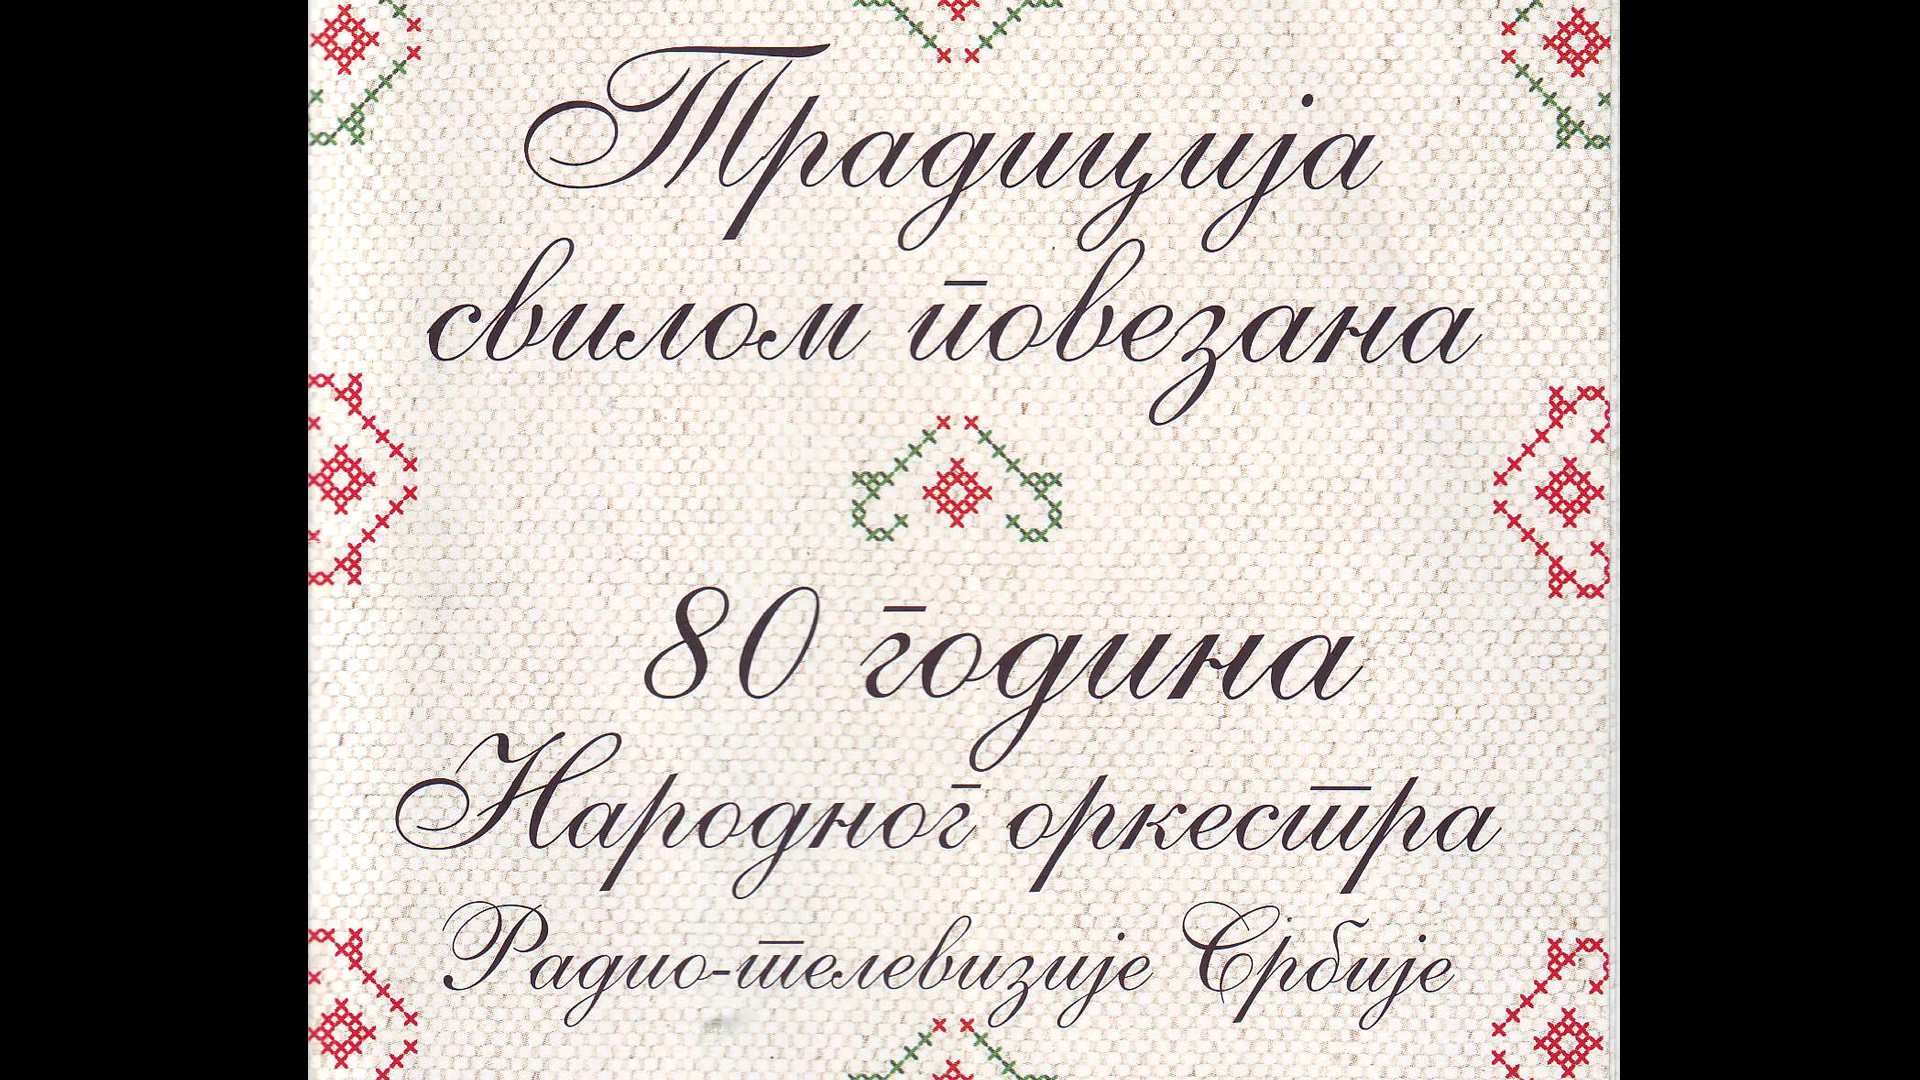 Традиција
свилом повезана
80 година
Народног оркестра
Радио-телевизије Србије